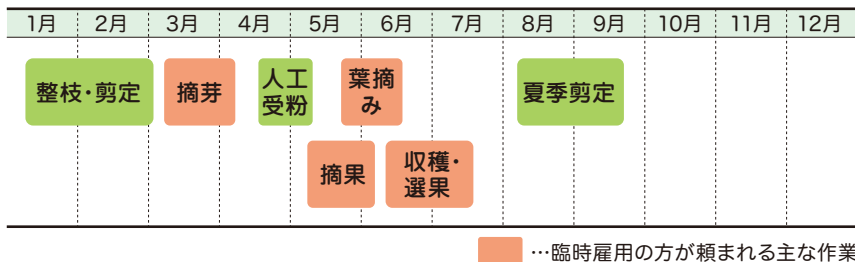 1月 2月 3月 4月 5月 6月 7月 8月 9月 10月 11月 12月
整枝・剪定
摘芽
人工
受粉
葉摘
み
夏季剪定
摘果
収穫・
選果
…臨時雇用の方が頼まれる主な作業